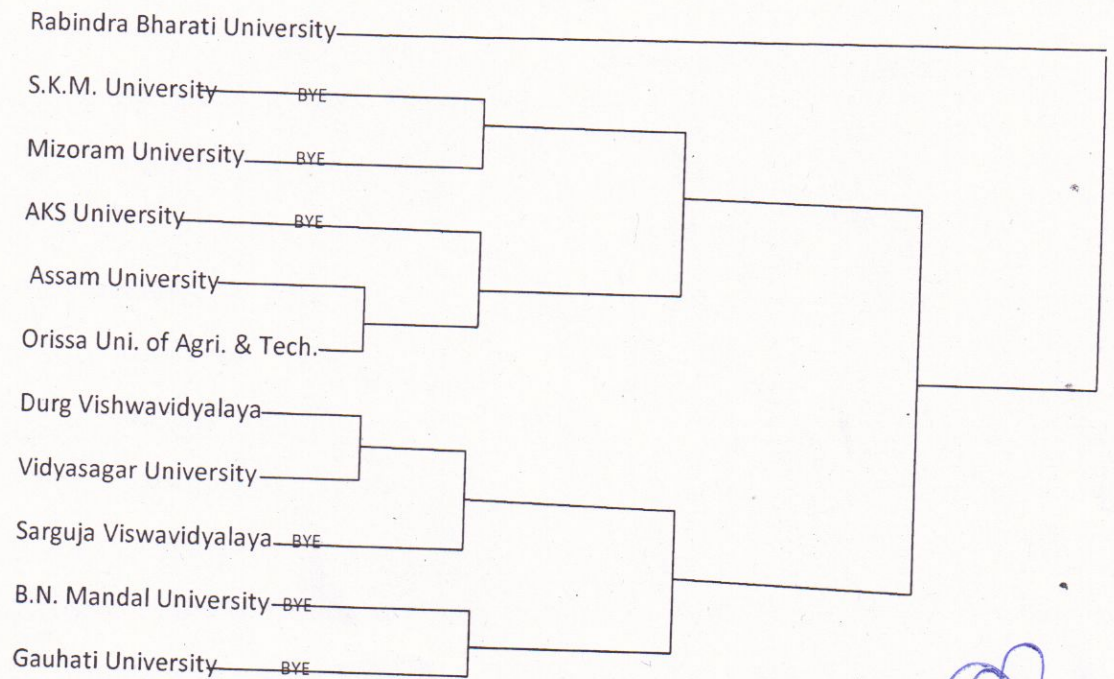 Rabindra Bharati University
S.K.M. University BYE
Mizoram University BYE
AKS University BYE
Assam University
Orissa Uni. of Agri. & Tech.
Durg Vishwavidyalaya
Vidyasagar University
Sarguja Viswavidyalaya BYE
B.N. Mandal University BYE
Gauhati University BYE